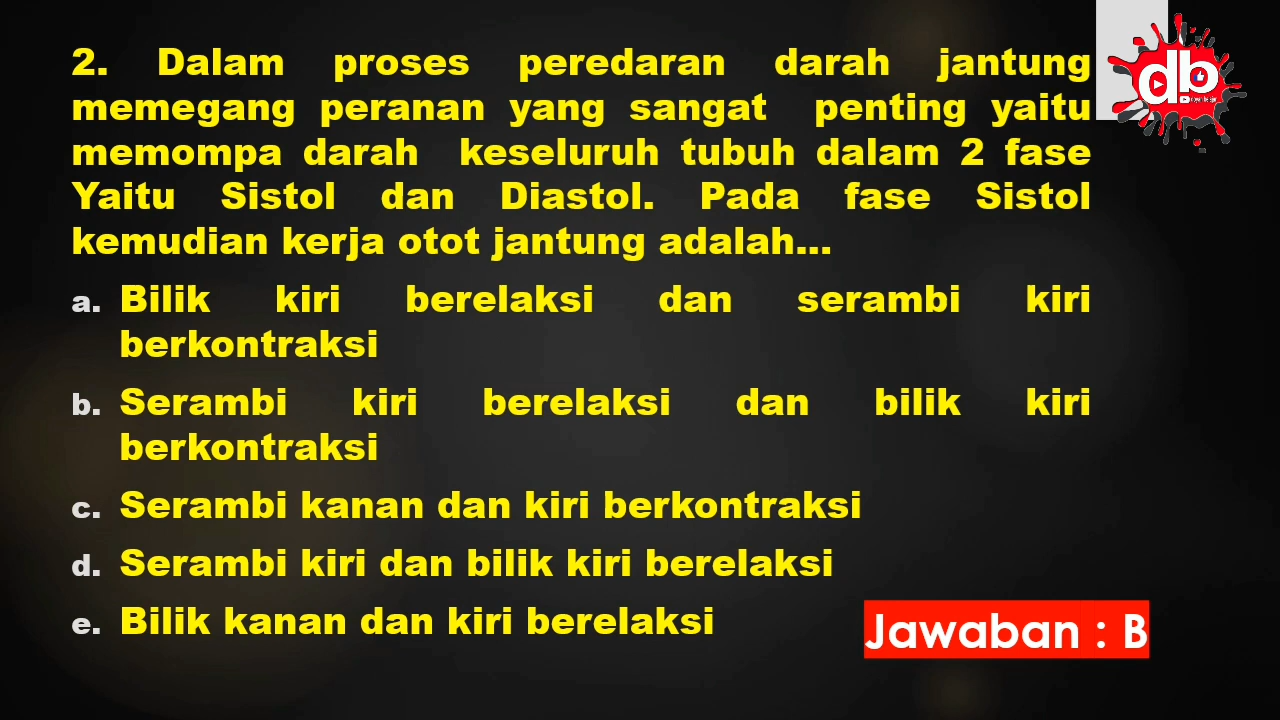 2. Dalam proses peredaran darah jantung
memegang peranan yang sangat penting yaitu
memompa darah keseluruh tubuh dalam 2 fase
Yaitu Sistol dan Diastol. Pada fase Sistol
kemudian kerja otot jantung adalah...
a. Bilik kiri berelaksi dan serambi kiri
berkontraksi
b. Serambi kiri berelaksi dan bilik kiri
berkontraksi
c. Serambi kanan dan kiri berkontraksi
d. Serambi kiri dan bilik kiri berelaksi
e. Bilik kanan dan kiri berelaksi
Jawaban : B
db